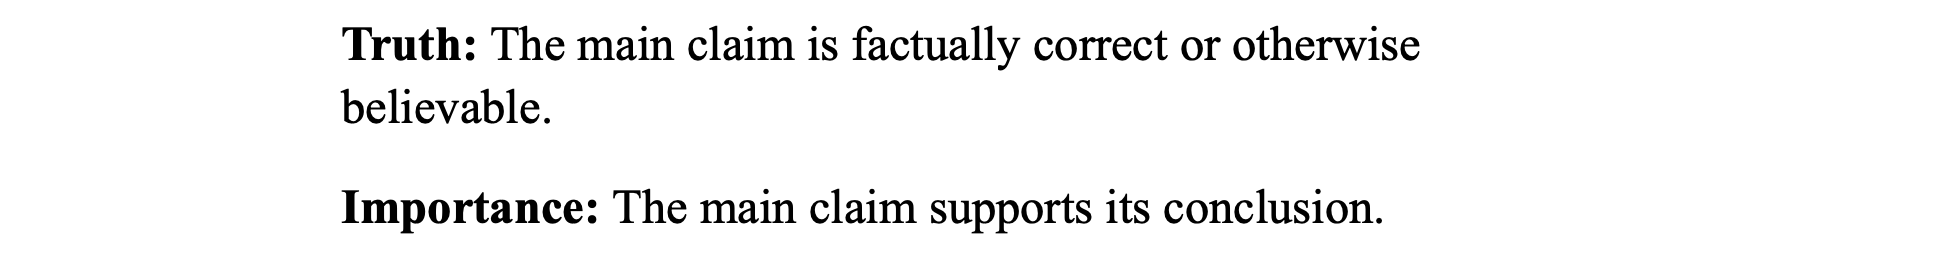 Truth: The main claim is factually correct or otherwise
believable.
Importance: The main claim supports its conclusion.